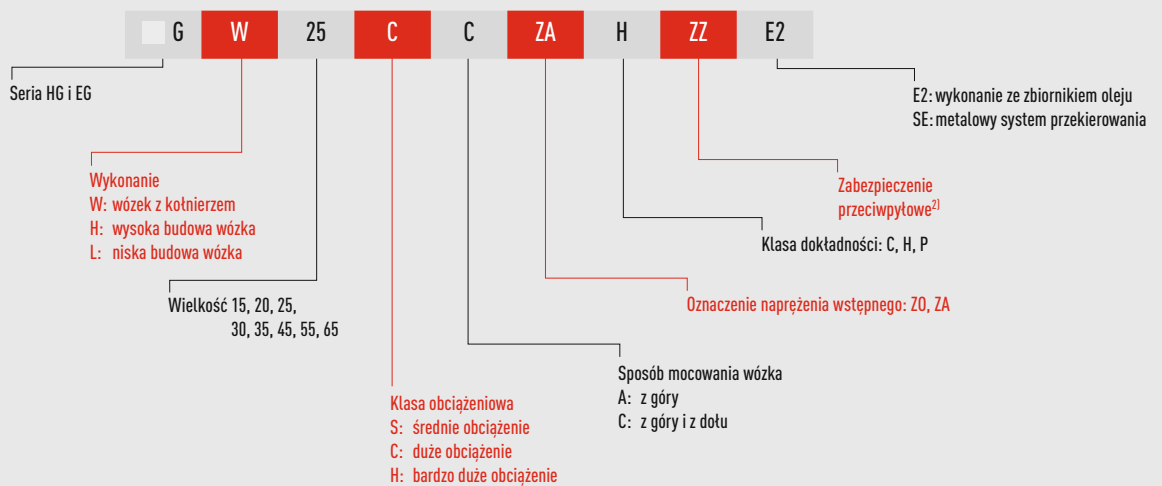 G W 25 C C ZA H ZZ E2
Seria HG i EG
E2: wykonanie ze zbiornikiem oleju
SE: metalowy system przekierowania
Wykonanie
W: wózek z kołnierzem
H: wysoka budowa wózka
L: niska budowa wózka
Zabezpieczenie
przeciwpyłowe2)
Klasa dokładności: C, H, P
Wielkość 15, 20, 25,
30, 35, 45, 55, 65
Oznaczenie naprężenia wstępnego: ZO, ZA
Sposób mocowania wózka
A: z góry
C: z góry i z dołu
Klasa obciążeniowa
S: średnie obciążenie
C: duże obciążenie
H: bardzo duże obciążenie